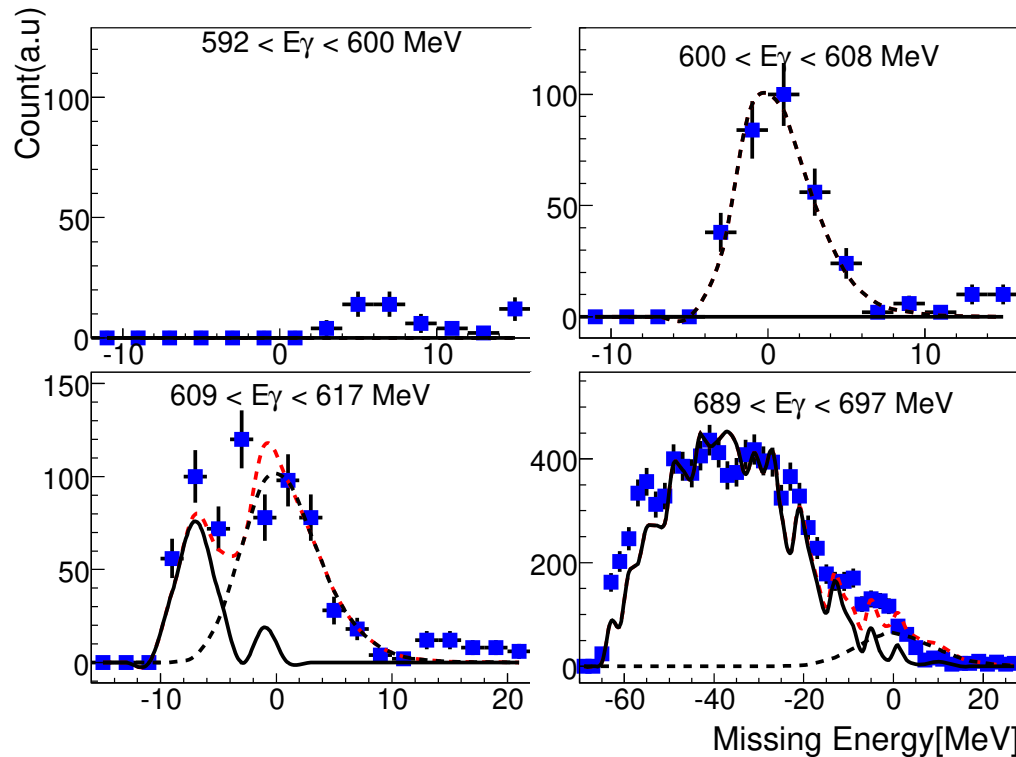 Count(a.u)
592 < Eγ < 600 MeV
100
50
0
-10 0 10
600 < Eγ < 608 MeV
100
50
0
-10 0 10
609 < Eγ < 617 MeV
150
100
50
0
-10 0 10 20
689 < Eγ < 697 MeV
400
200
0
-60 -40 -20 0 20
Missing Energy[MeV]